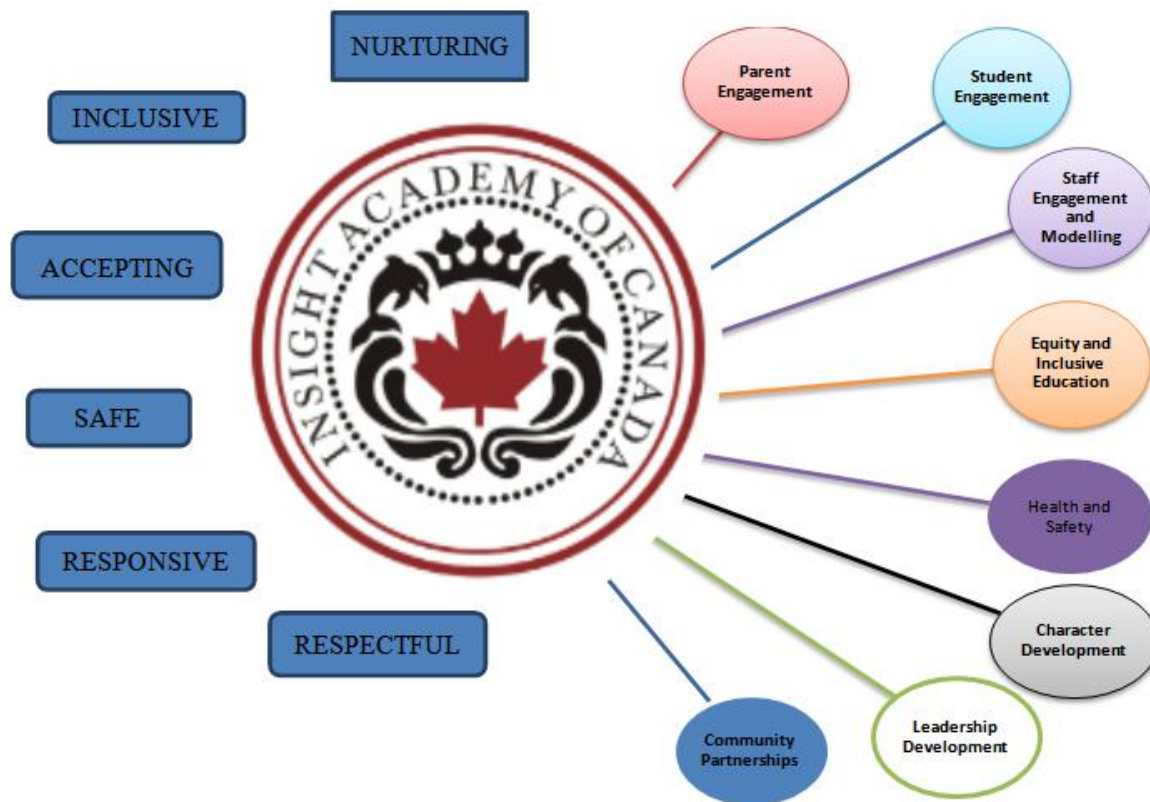 NURTURING
INCLUSIVE
ACCEPTING
SAFE
RESPONSIVE
RESPECTFUL
INSIGHT ACADEMY OF CANADA
Parent
Engagement
Student
Engagement
Staff
Engagement
and
Modelling
Equity and
Inclusive
Education
Health and
Safety
Character
Development
Leadership
Development
Community
Partnerships